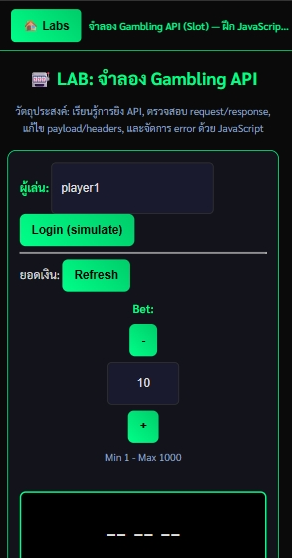 🏠 Labs จำลอง Gambling API (Slot) — ฝึก JavaScrip...
🎰 LAB: จำลอง Gambling API
วัตถุประสงค์: เรียนรู้การยิง API, ตรวจสอบ request/response,
แก้ไข payload/headers, และจัดการ error ด้วย JavaScript
ผู้เล่น: player1
Login (simulate)
ยอดเงิน: Refresh
Bet:
-
10
+
Min 1 - Max 1000
-- -- --